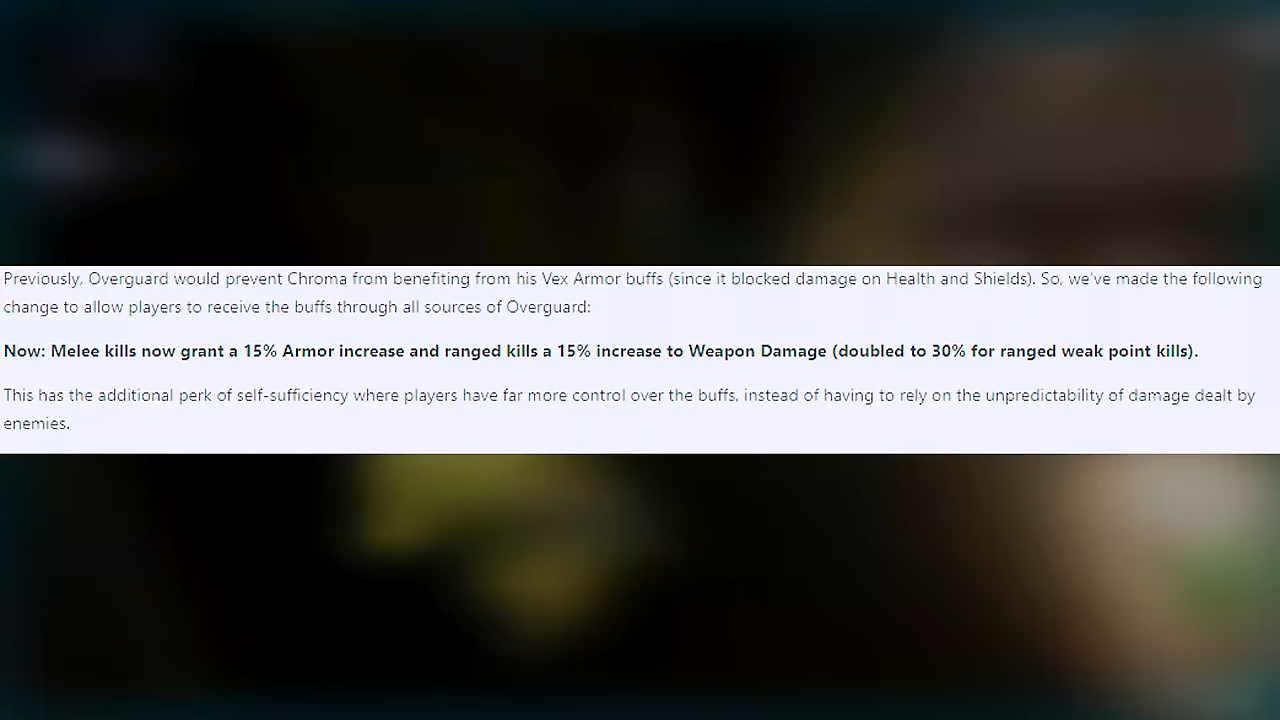 Previously, Overguard would prevent Chroma from benefiting from his Vex Armor buffs (since it blocked damage on Health and Shields). So, we've made the following
change to allow players to receive the buffs through all sources of Overguard:
Now: Melee kills now grant a 15% Armor increase and ranged kills a 15% increase to Weapon Damage (doubled to 30% for ranged weak point kills).
This has the additional perk of self-sufficiency where players have far more control over the buffs, instead of having to rely on the unpredictability of damage dealt by
enemies.